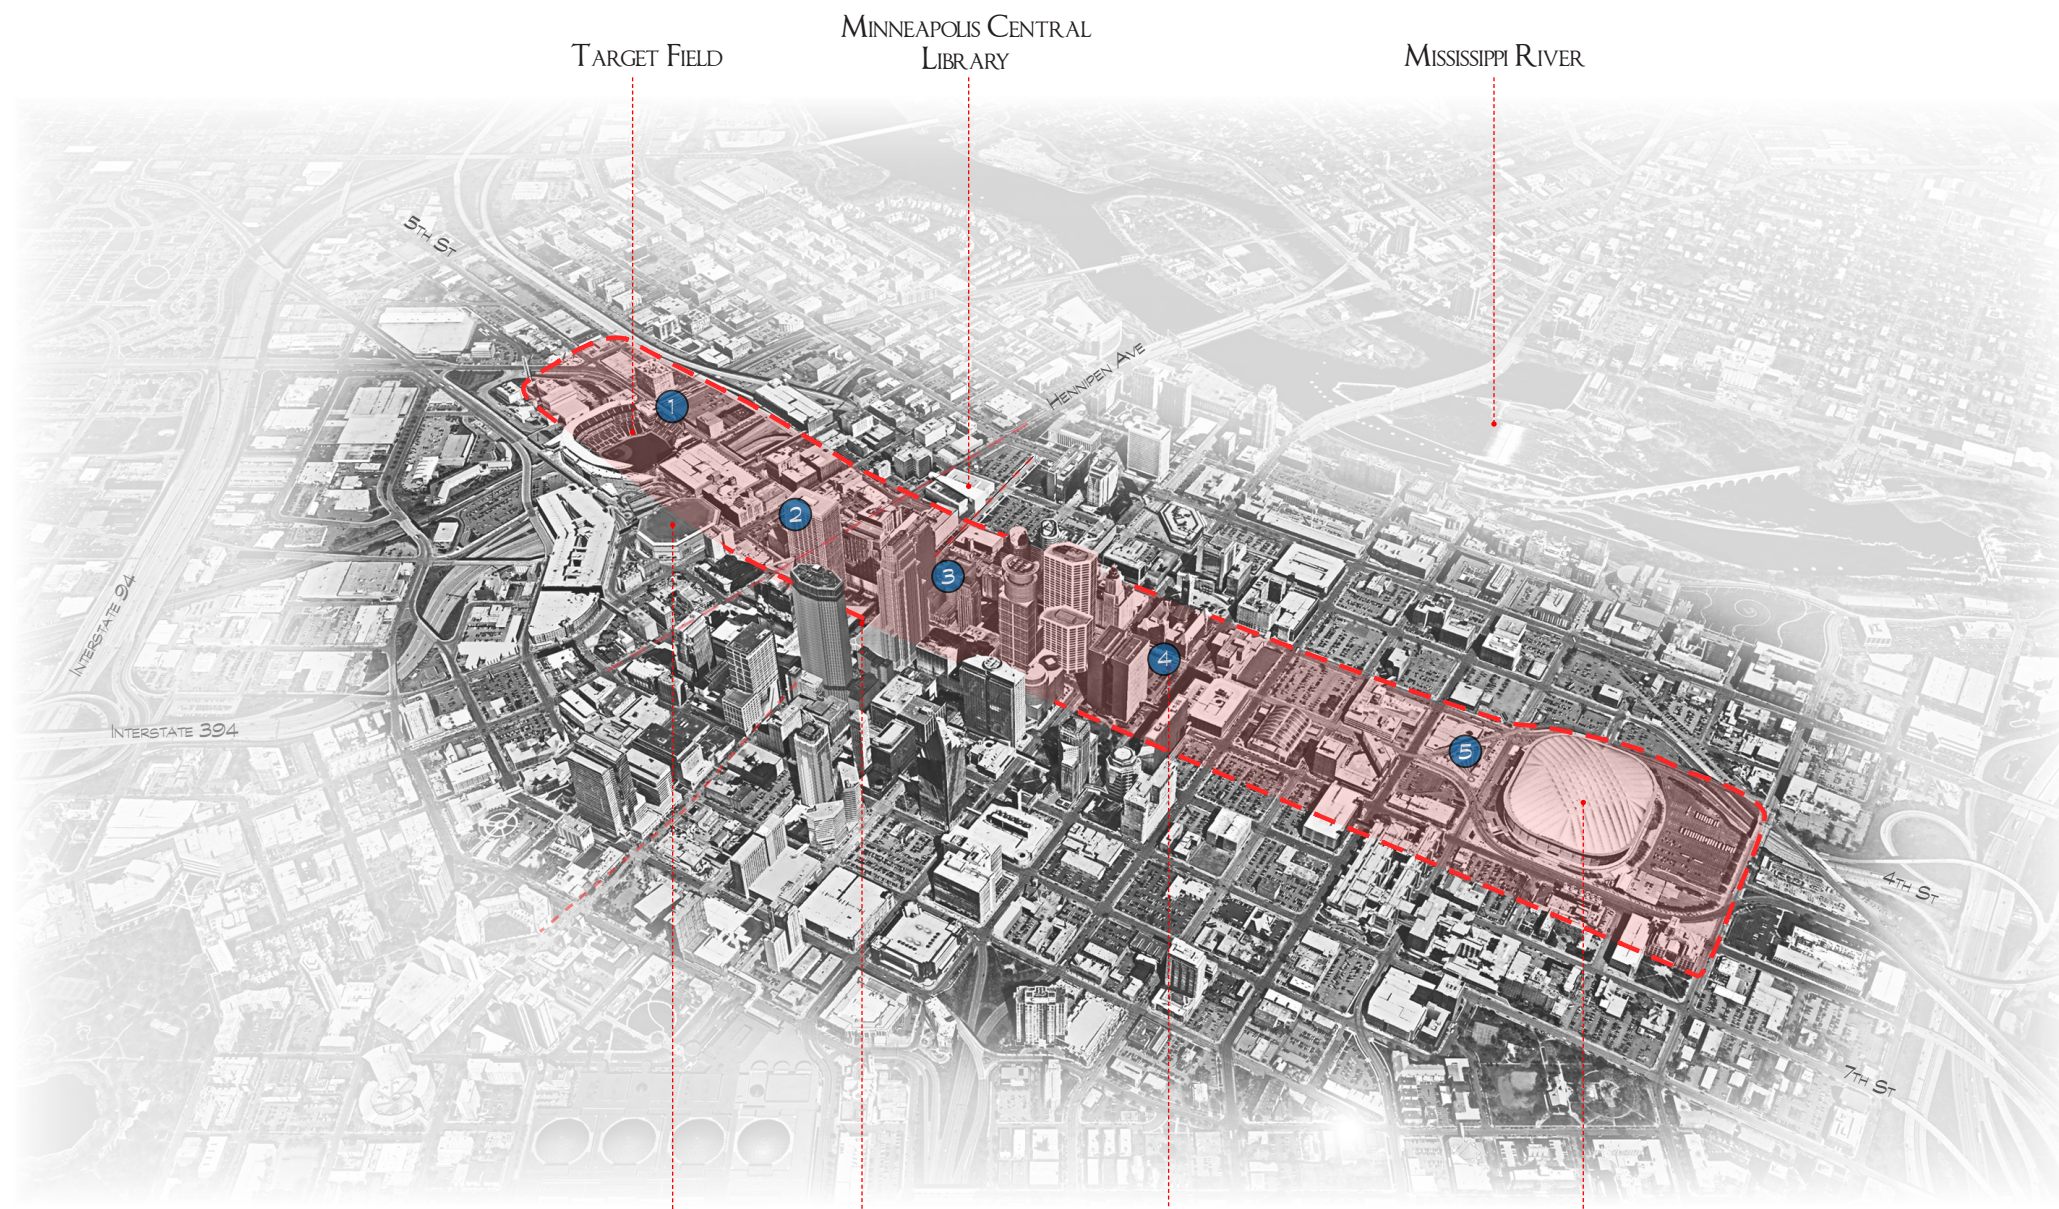 Minneapolis Central
Library
Target Field
Mississippi River
5th St
Hennipen Ave
1
2
3
4
5
Interstate 94
Interstate 394
4th St
7th St